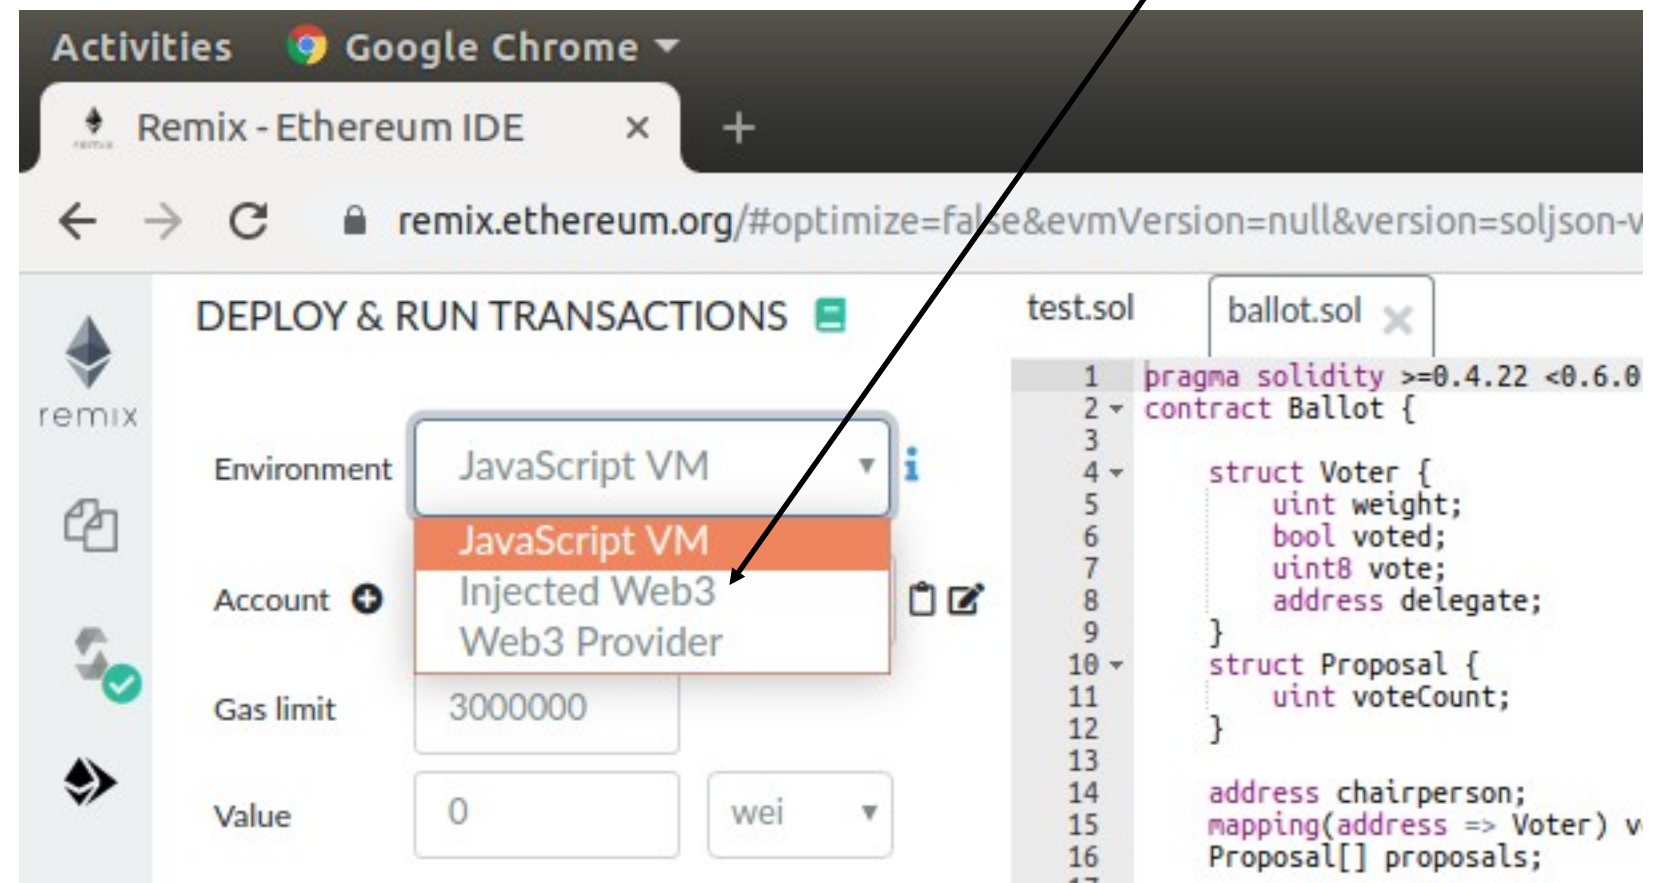 Activities Google Chrome
remix Remix - Ethereum IDE × +
remix.ethereum.org/#optimize=false&evmVersion=null&version=soljson-v
remix
DEPLOY & RUN TRANSACTIONS
Environment JavaScript VM
JavaScript VM
Injected Web3
Web3 Provider
Account
Gas limit 3000000
Value 0 wei
test.sol ballot.sol
1 pragma solidity >=0.4.22 <0.6.0
2 contract Ballot {
3
4 struct Voter {
5 uint weight;
6 bool voted;
7 uint8 vote;
8 address delegate;
9 }
10 struct Proposal {
11 uint voteCount;
12 }
13
14 address chairperson;
15 mapping(address => Voter) v
16 Proposal[] proposals;
17